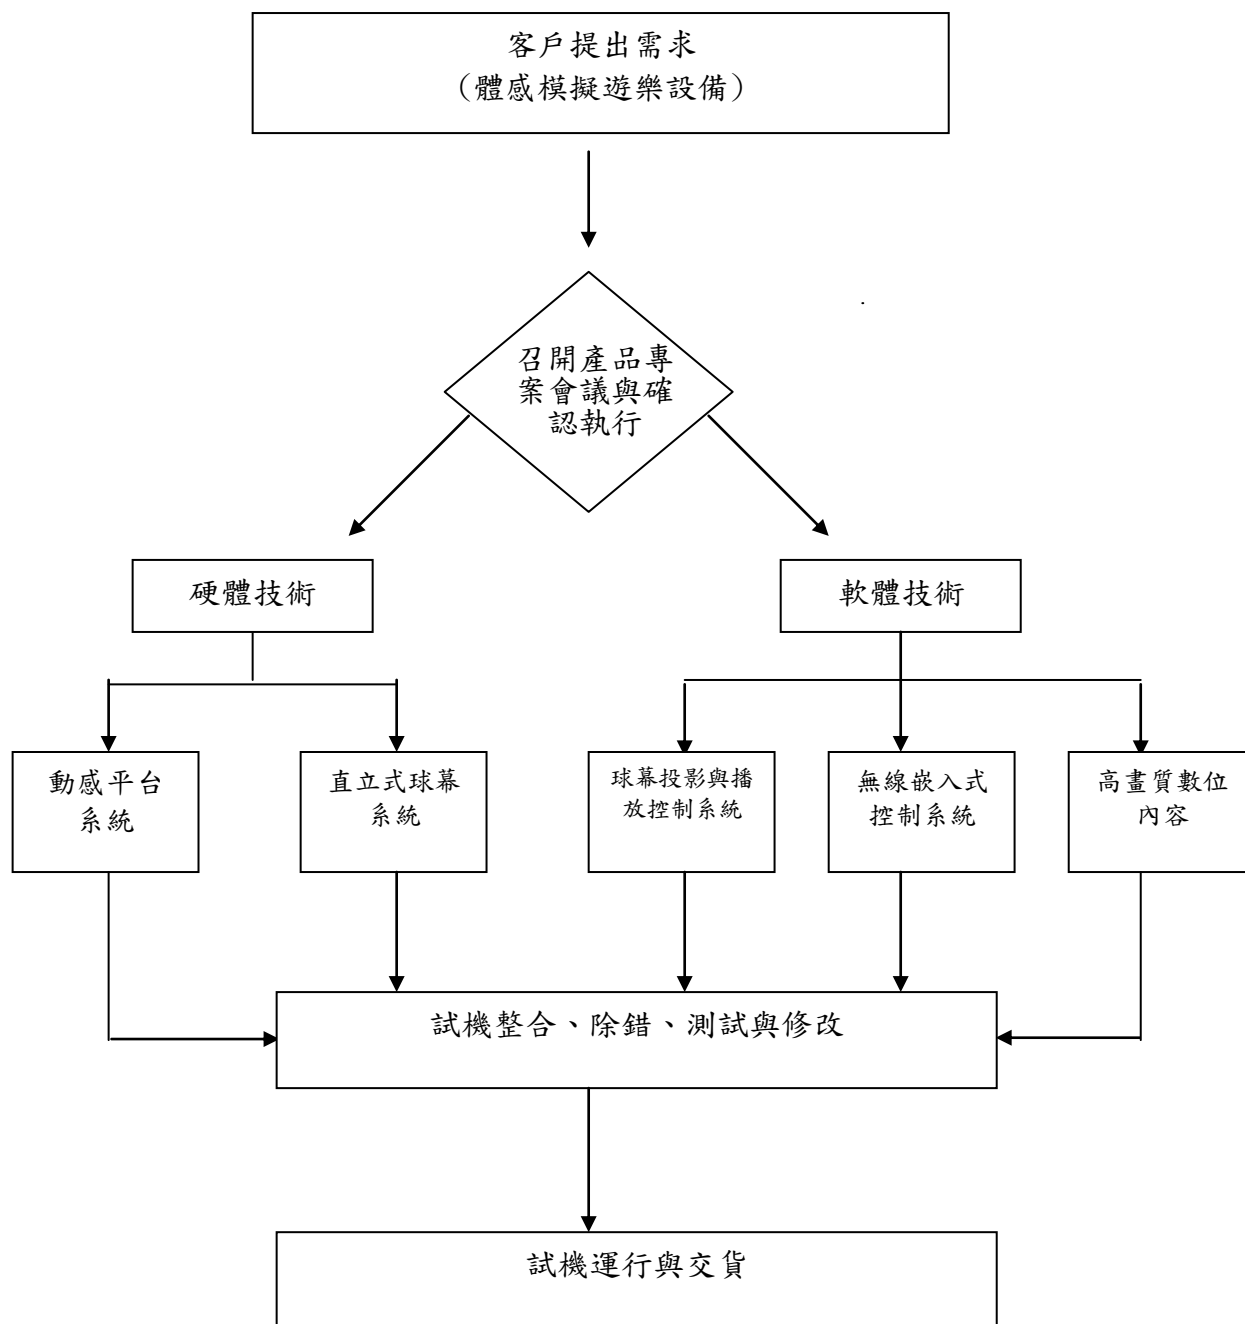 客戶提出需求
（體感模擬遊樂設備）
召開產品專
案會議與確
認執行
硬體技術
軟體技術
動感平台
系統
直立式球幕
系統
球幕投影與播
放控制系統
無線嵌入式
控制系統
高畫質數位
內容
試機整合、除錯、測試與修改
試機運行與交貨